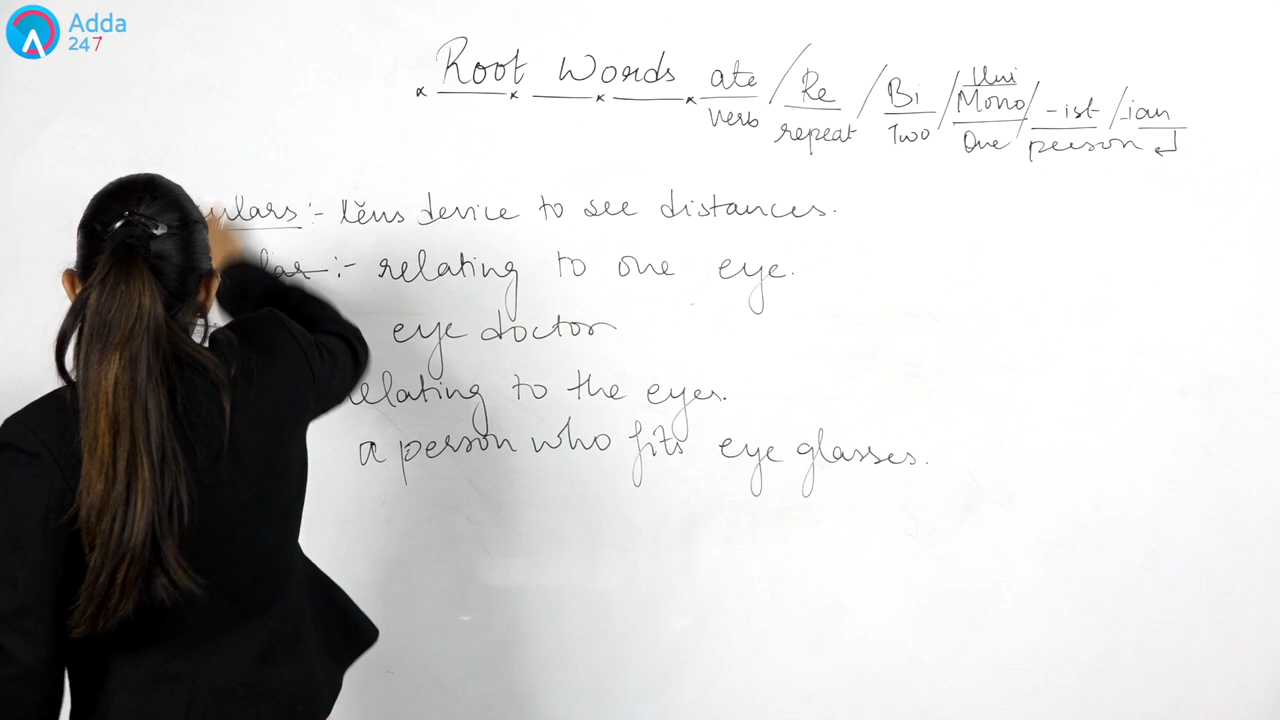 Adda
247
Root Words ate / Re / Bi / Uni Mono / -ist / -ian
verb repeat Two One person
:- lens device to see distances.
:- relating to one eye.
eye doctor
relating to the eyes.
a person who fits eye glasses.